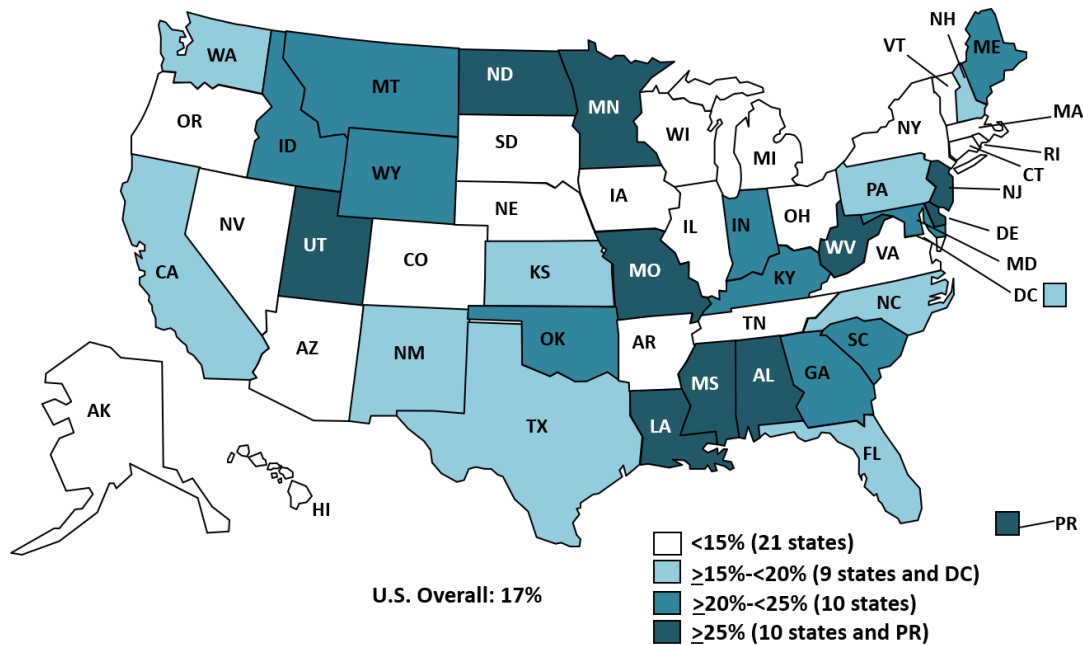 NH
ME
VT
WA
MT
ND
MN
MA
OR
ID
SD
WI
NY
MI
RI
CT
WY
IA
PA
NJ
NE
OH
IN
IL
NV
UT
CO
WV
DE
VA
MD
CA
KS
MO
KY
DC
NC
TN
AZ
NM
OK
AR
SC
MS
AL
GA
AK
TX
LA
FL
HI
PR
<15% (21 states)
≥15%-<20% (9 states and DC)
U.S. Overall: 17%
≥20%-<25% (10 states)
≥25% (10 states and PR)